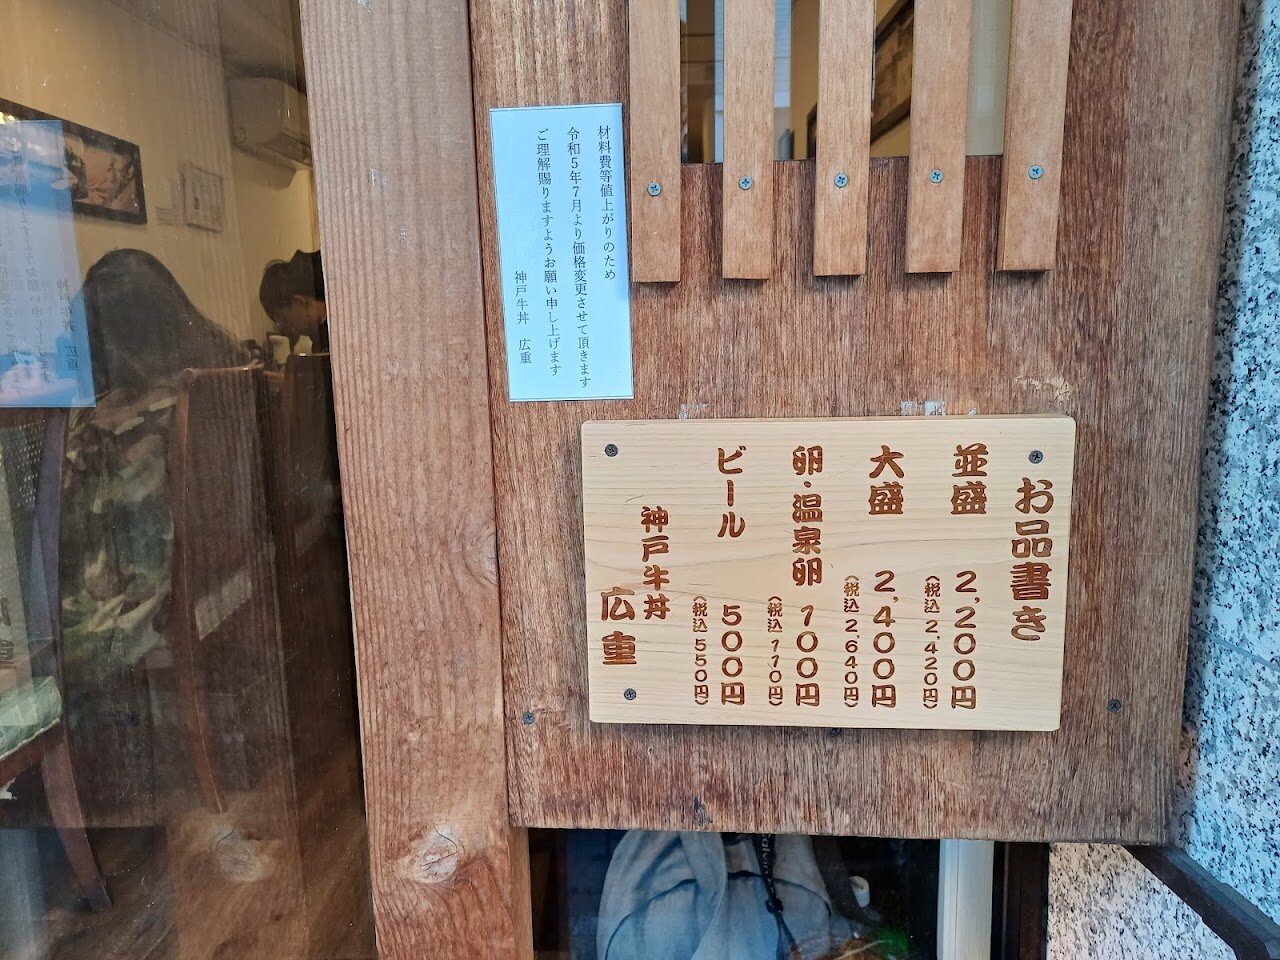 材料費等値上がりのため
令和５年７月より価格変更させて頂きます
ご理解賜りますようお願い申し上げます
神戸牛丼　広重
お品書き
並盛　2,200円
(税込 2,420円)
大盛　2,400円
(税込 2,640円)
卵・温泉卵　100円
(税込 110円)
ビール　500円
(税込 550円)
神戸牛丼
広重